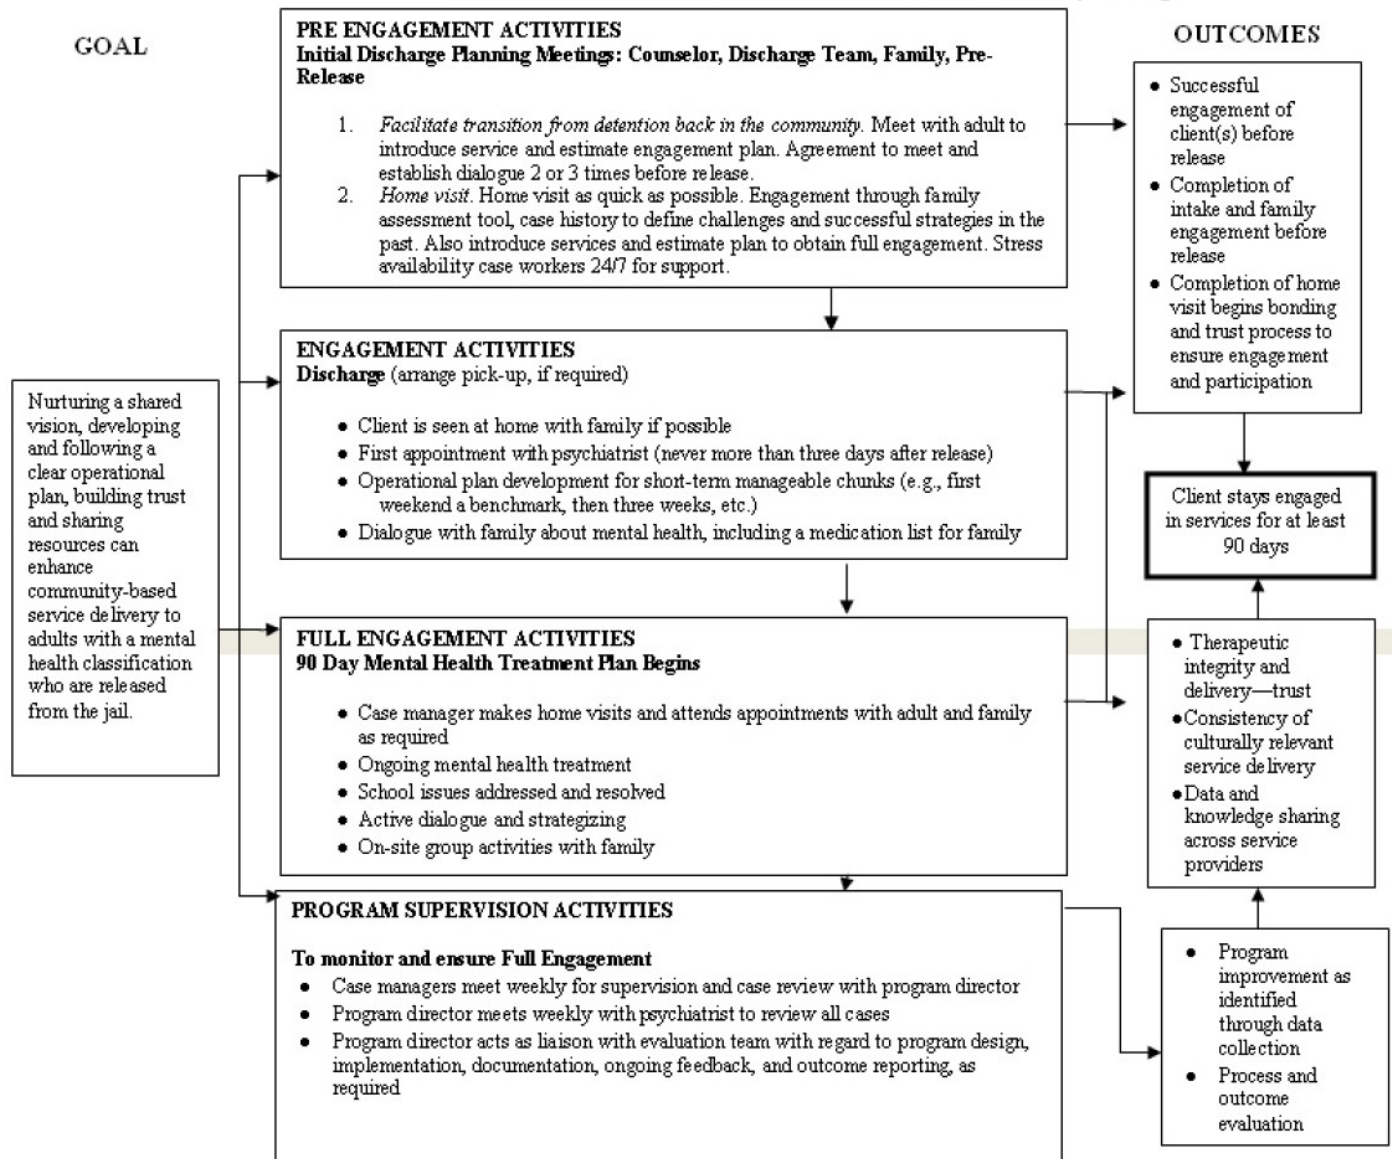 GOAL
PRE ENGAGEMENT ACTIVITIES
Initial Discharge Planning Meetings: Counselor, Discharge Team, Family, Pre-
Release
1. Facilitate transition from detention back in the community. Meet with adult to
introduce service and estimate engagement plan. Agreement to meet and
establish dialogue 2 or 3 times before release.
2. Home visit. Home visit as quick as possible. Engagement through family
assessment tool, case history to define challenges and successful strategies in the
past. Also introduce services and estimate plan to obtain full engagement. Stress
availability case workers 24/7 for support.
OUTCOMES
● Successful
engagement of
client(s) before
release
● Completion of
intake and family
engagement before
release
● Completion of home
visit begins bonding
and trust process to
ensure engagement
and participation
ENGAGEMENT ACTIVITIES
Discharge (arrange pick-up, if required)
● Client is seen at home with family if possible
● First appointment with psychiatrist (never more than three days after release)
● Operational plan development for short-term manageable chunks (e.g., first
weekend a benchmark, then three weeks, etc.)
● Dialogue with family about mental health, including a medication list for family
Nurturing a shared
vision, developing
and following a
clear operational
plan, building trust
and sharing
resources can
enhance
community-based
service delivery to
adults with a mental
health classification
who are released
from the jail.
Client stays engaged
in services for at least
90 days
FULL ENGAGEMENT ACTIVITIES
90 Day Mental Health Treatment Plan Begins
● Case manager makes home visits and attends appointments with adult and family
as required
● Ongoing mental health treatment
● School issues addressed and resolved
● Active dialogue and strategizing
● On-site group activities with family
● Therapeutic
integrity and
delivery—trust
● Consistency of
culturally relevant
service delivery
● Data and
knowledge sharing
across service
providers
PROGRAM SUPERVISION ACTIVITIES
To monitor and ensure Full Engagement
● Case managers meet weekly for supervision and case review with program director
● Program director meets weekly with psychiatrist to review all cases
● Program director acts as liaison with evaluation team with regard to program design,
implementation, documentation, ongoing feedback, and outcome reporting, as
required
● Program
improvement as
identified
through data
collection
● Process and
outcome
evaluation